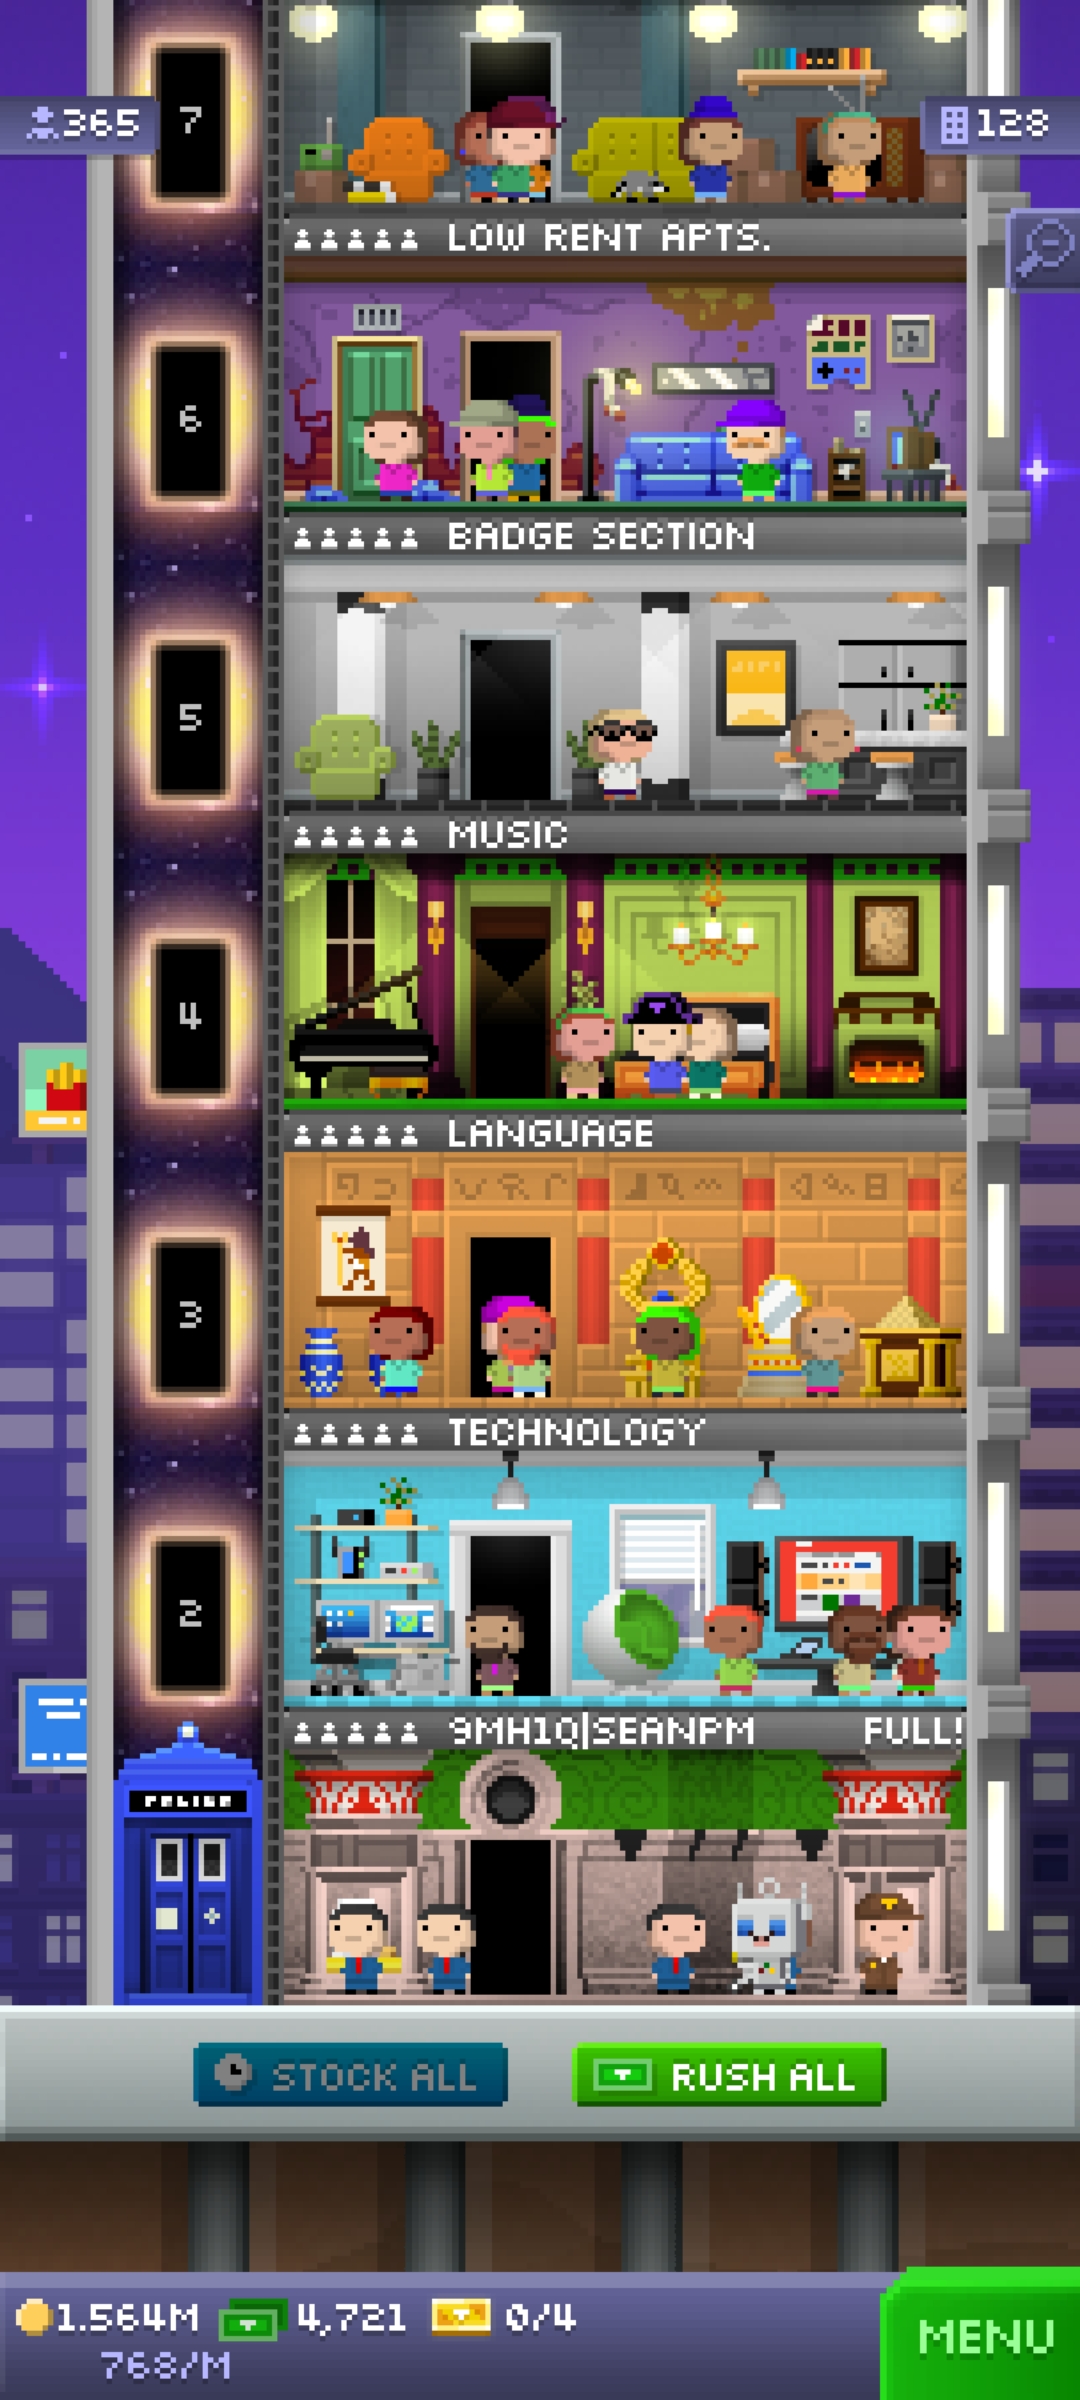 365
7
128
LOW RENT APTS.
6
BADGE SECTION
5
MUSIC
4
LANGUAGE
3
TECHNOLOGY
2
9MH1Q|SEANPM FULL!
POLICE
STOCK ALL
RUSH ALL
1.564M 4,721 0/4
768/M
MENU